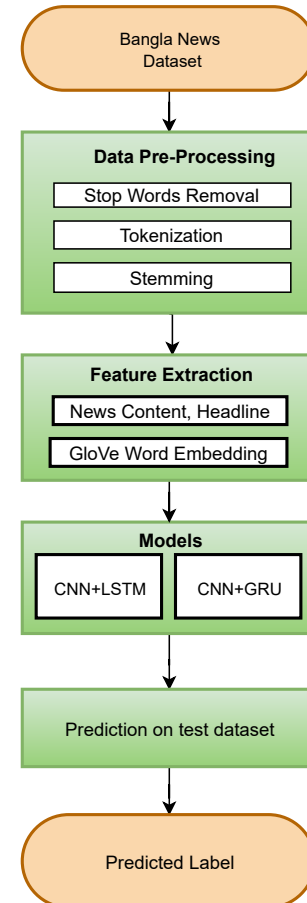 Bangla News
Dataset
Data Pre-Processing
Stop Words Removal
Tokenization
Stemming
Feature Extraction
News Content, Headline
GloVe Word Embedding
Models
CNN+LSTM
CNN+GRU
Prediction on test dataset
Predicted Label